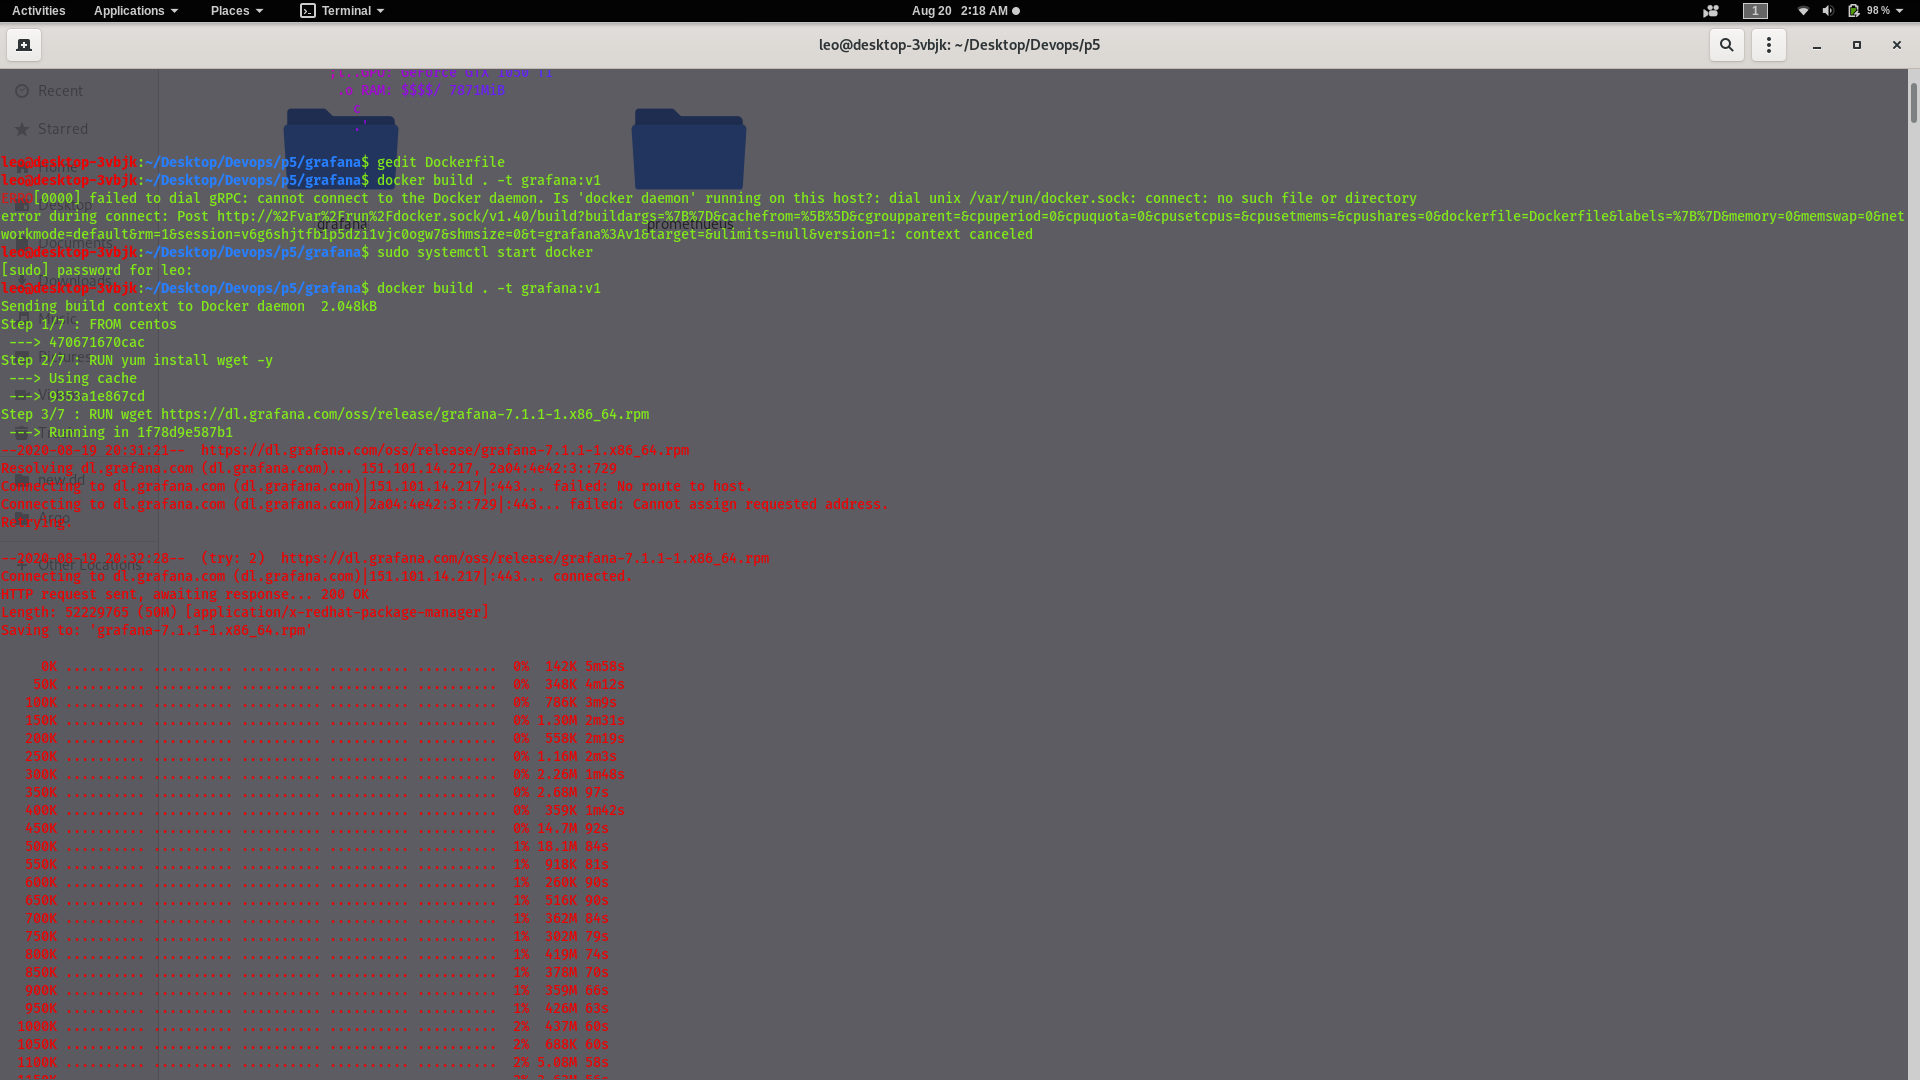 Activities Applications Places Terminal Aug 20 2:18 AM 1 98 %
leo@desktop-3vbjk: ~/Desktop/Devops/p5
;l..GPU: GeForce GTX 1050 Ti
Recent
.o RAM: $$$$/ 7871MiB
c
.'
Starred
leo@desktop-3vbjk:~/Desktop/Devops/p5/grafana$ gedit Dockerfile
Home
leo@desktop-3vbjk:~/Desktop/Devops/p5/grafana$ docker build . -t grafana:v1
ERRO[0000] failed to dial gRPC: cannot connect to the Docker daemon. Is 'docker daemon' running on this host?: dial unix /var/run/docker.sock: connect: no such file or directory
Desktop
error during connect: Post http://%2Fvar%2Frun%2Fdocker.sock/v1.40/build?buildargs=%7B%7D&cachefrom=%5B%5D&cgroupparent=&cpuperiod=0&cpuquota=0&cpusetcpus=&cpusetmems=&cpushares=0&dockerfile=Dockerfile&labels=%7B%7D&memory=0&memswap=0&net
grafana prometheus
workmode=default&rm=1&session=v6g6shjtfb1p5dzi1vjc0ogw7&shmsize=0&t=grafana%3Av1&target=&ulimits=null&version=1: context canceled
Documents
leo@desktop-3vbjk:~/Desktop/Devops/p5/grafana$ sudo systemctl start docker
[sudo] password for leo:
Downloads
leo@desktop-3vbjk:~/Desktop/Devops/p5/grafana$ docker build . -t grafana:v1
Sending build context to Docker daemon  2.048kB
Step 1/7 : FROM centos
 ---> 470671670cac
Step 2/7 : RUN yum install wget -y
 ---> Using cache
 ---> 9353a1e867cd
Step 3/7 : RUN wget https://dl.grafana.com/oss/release/grafana-7.1.1-1.x86_64.rpm
 ---> Running in 1f78d9e587b1
--2020-08-19 20:31:21--  https://dl.grafana.com/oss/release/grafana-7.1.1-1.x86_64.rpm
Resolving dl.grafana.com (dl.grafana.com)... 151.101.14.217, 2a04:4e42:3::729
new dd
Connecting to dl.grafana.com (dl.grafana.com)|151.101.14.217|:443... failed: No route to host.
Connecting to dl.grafana.com (dl.grafana.com)|2a04:4e42:3::729|:443... failed: Cannot assign requested address.
Argo
Retrying.
--2020-08-19 20:32:28--  (try: 2)  https://dl.grafana.com/oss/release/grafana-7.1.1-1.x86_64.rpm
+ Other Locations
Connecting to dl.grafana.com (dl.grafana.com)|151.101.14.217|:443... connected.
HTTP request sent, awaiting response... 200 OK
Length: 52229765 (50M) [application/x-redhat-package-manager]
Saving to: 'grafana-7.1.1-1.x86_64.rpm'
0K .......... .......... .......... .......... ..........  0%  142K 5m58s
50K .......... .......... .......... .......... ..........  0%  348K 4m12s
100K .......... .......... .......... .......... ..........  0%  786K 3m9s
150K .......... .......... .......... .......... ..........  0% 1.30M 2m31s
200K .......... .......... .......... .......... ..........  0%  558K 2m19s
250K .......... .......... .......... .......... ..........  0% 1.16M 2m3s
300K .......... .......... .......... .......... ..........  0% 2.26M 1m48s
350K .......... .......... .......... .......... ..........  0% 2.68M 97s
400K .......... .......... .......... .......... ..........  0%  359K 1m42s
450K .......... .......... .......... .......... ..........  0% 14.7M 92s
500K .......... .......... .......... .......... ..........  1% 18.1M 84s
550K .......... .......... .......... .......... ..........  1%  918K 81s
600K .......... .......... .......... .......... ..........  1%  260K 90s
650K .......... .......... .......... .......... ..........  1%  516K 90s
700K .......... .......... .......... .......... ..........  1%  362M 84s
750K .......... .......... .......... .......... ..........  1%  302M 79s
800K .......... .......... .......... .......... ..........  1%  419M 74s
850K .......... .......... .......... .......... ..........  1%  378M 70s
900K .......... .......... .......... .......... ..........  1%  359M 66s
950K .......... .......... .......... .......... ..........  1%  426M 63s
1000K .......... .......... .......... .......... ..........  2%  437M 60s
1050K .......... .......... .......... .......... ..........  2%  688K 60s
1100K .......... .......... .......... .......... ..........  2% 5.08M 58s